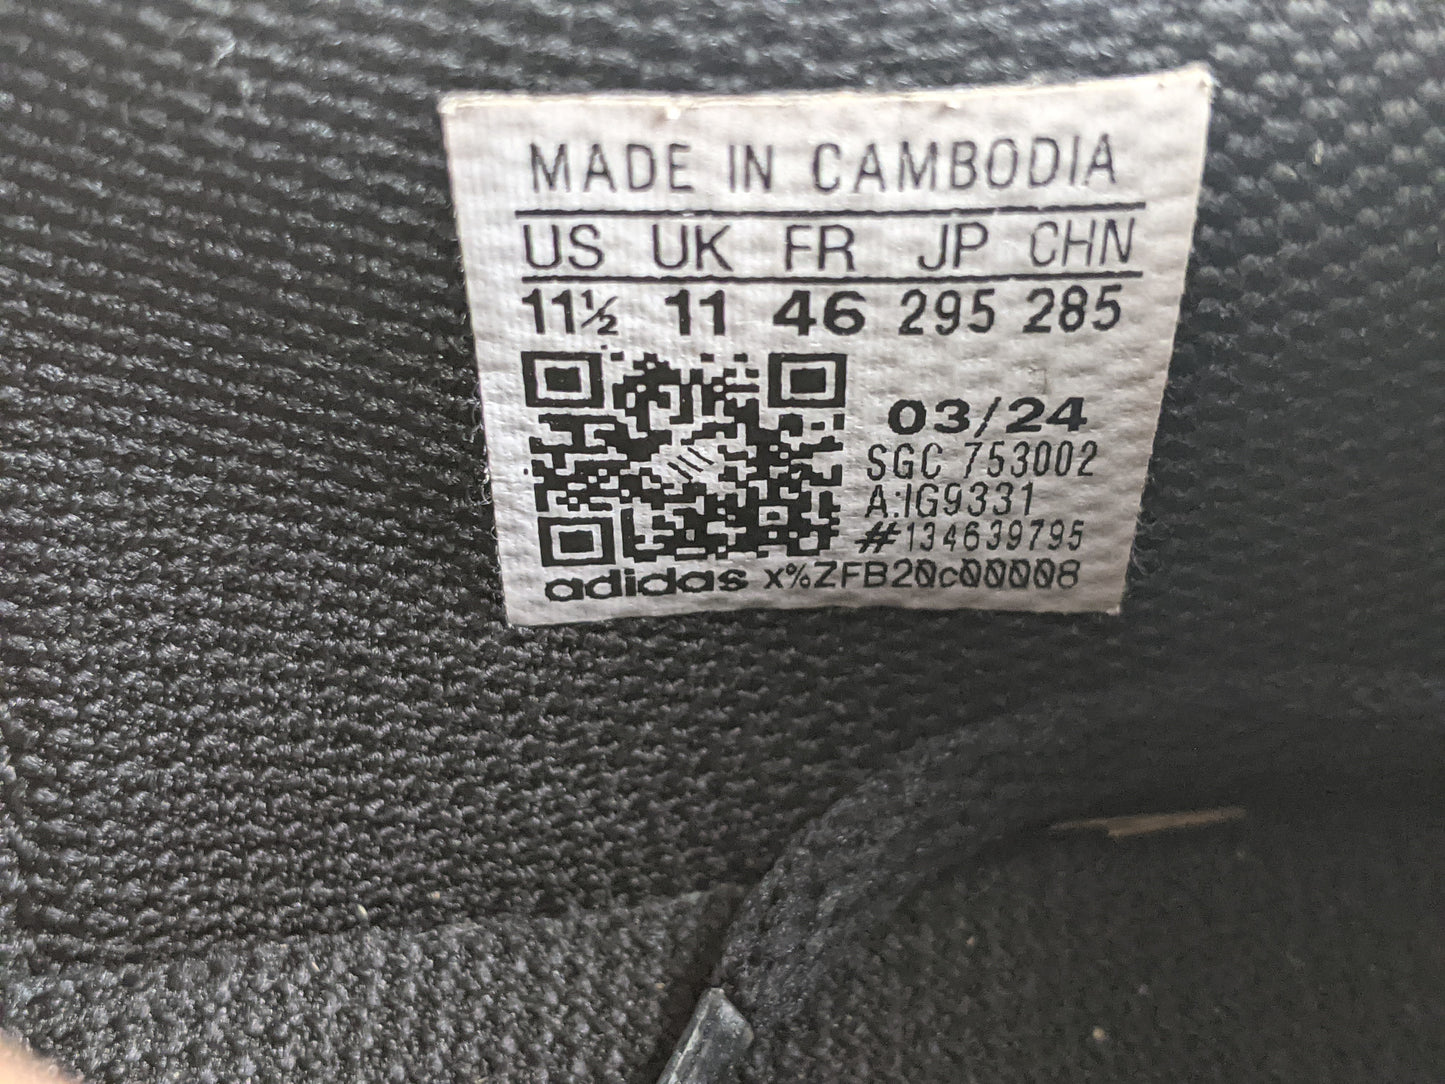 MADE IN CAMBODIA
US UK FR JP CHN
11½ 11 46 295 285
03/24
SGC 753002
A:IG9331
#134639795
adidas x%ZFB20c00008